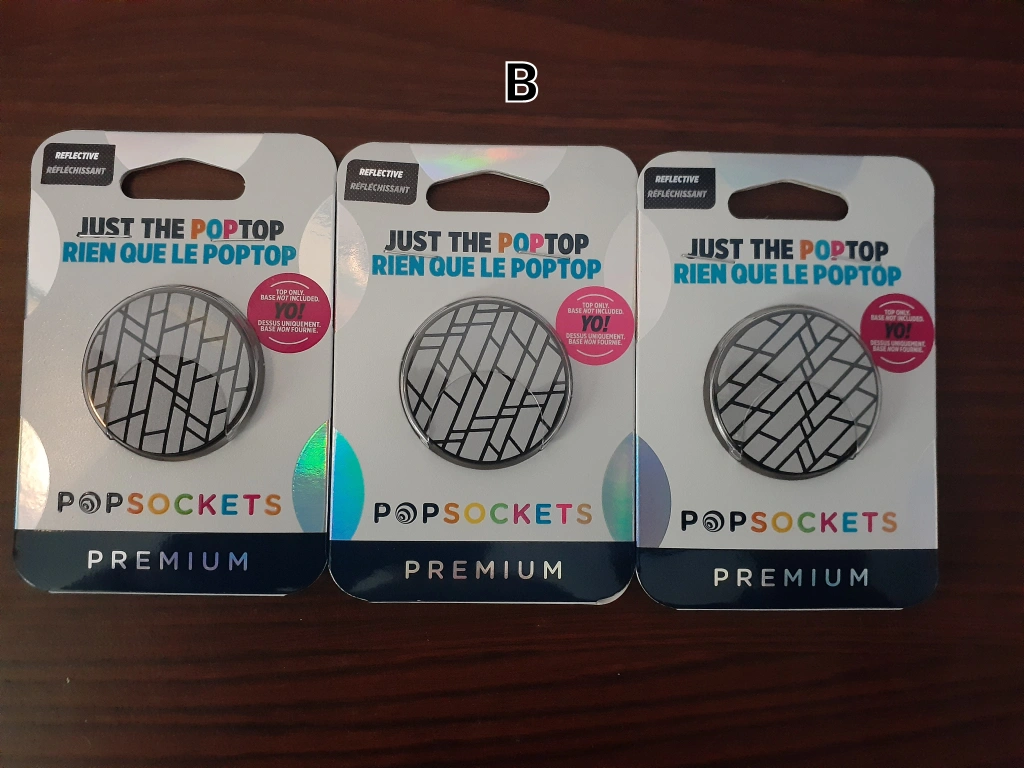 B
REFLECTIVE
RÉFLÉCHISSANT
JUST THE POPTOP
RIEN QUE LE POPTOP
TOP ONLY.
BASE NOT INCLUDED.
YO!
DESSUS UNIQUEMENT.
BASE NON FOURNIE.
POPSOCKETS
PREMIUM
REFLECTIVE
RÉFLÉCHISSANT
JUST THE POPTOP
RIEN QUE LE POPTOP
TOP ONLY.
BASE NOT INCLUDED.
YO!
DESSUS UNIQUEMENT.
BASE NON FOURNIE.
POPSOCKETS
PREMIUM
REFLECTIVE
RÉFLÉCHISSANT
JUST THE POPTOP
RIEN QUE LE POPTOP
TOP ONLY.
BASE NOT INCLUDED.
YO!
DESSUS UNIQUEMENT.
BASE NON FOURNIE.
POPSOCKETS
PREMIUM